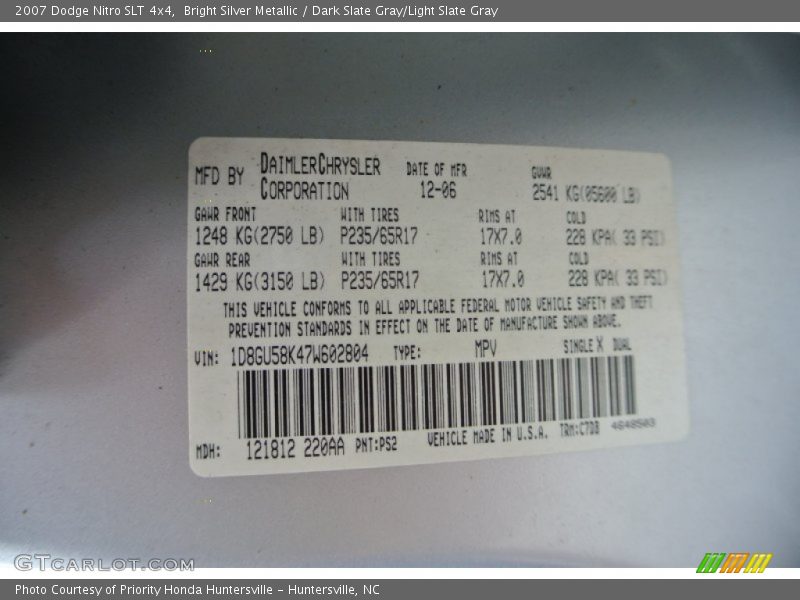 2007 Dodge Nitro SLT 4x4,  Bright Silver Metallic / Dark Slate Gray/Light Slate Gray
MFD BY DAIMLERCHRYSLER CORPORATION DATE OF MFR 12-06 GVWR 2541 KG(05600 LB)
GAWR FRONT WITH TIRES RIMS AT COLD
1248 KG(2750 LB) P235/65R17 17X7.0 228 KPA( 33 PSI)
GAWR REAR WITH TIRES RIMS AT COLD
1429 KG(3150 LB) P235/65R17 17X7.0 228 KPA( 33 PSI)
THIS VEHICLE CONFORMS TO ALL APPLICABLE FEDERAL MOTOR VEHICLE SAFETY AND THEFT
PREVENTION STANDARDS IN EFFECT ON THE DATE OF MANUFACTURE SHOWN ABOVE.
VIN: 1D8GU58K47W602804 TYPE: MPV SINGLE X DUAL
MDH: 121812 220AA PNT:PS2 VEHICLE MADE IN U.S.A. TRM:C7DB 4648503
GTcarlot.com
Photo Courtesy of Priority Honda Huntersville - Huntersville, NC